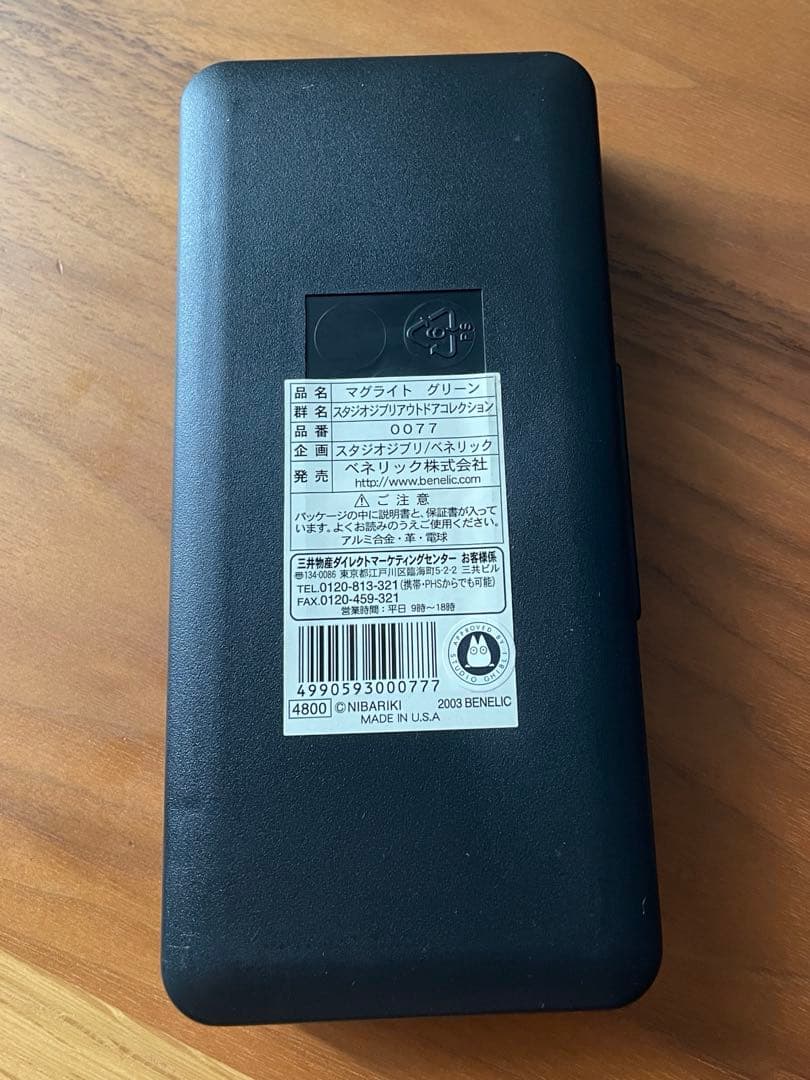 6
PS
品名 マグライト グリーン
群名 スタジオジブリアウトドアコレクション
品番 0077
企画 スタジオジブリ/ベネリック
発売 ベネリック株式会社
http://www.benelic.com
⚠ ご注意
パッケージの中に説明書と、保証書が入って
います。よくお読みのうえご使用ください。
アルミ合金・革・電球
三井物産ダイレクトマーケティングセンター お客様係
〠134-0086 東京都江戸川区臨海町5-2-2 三共ビル
TEL.0120-813-321(携帯・PHSからでも可能)
FAX.0120-459-321
営業時間:平日 9時〜18時
APPROVED BY STUDIO GHIBLI
4990593000777
4800 ©NIBARIKI 2003 BENELIC
MADE IN U.S.A